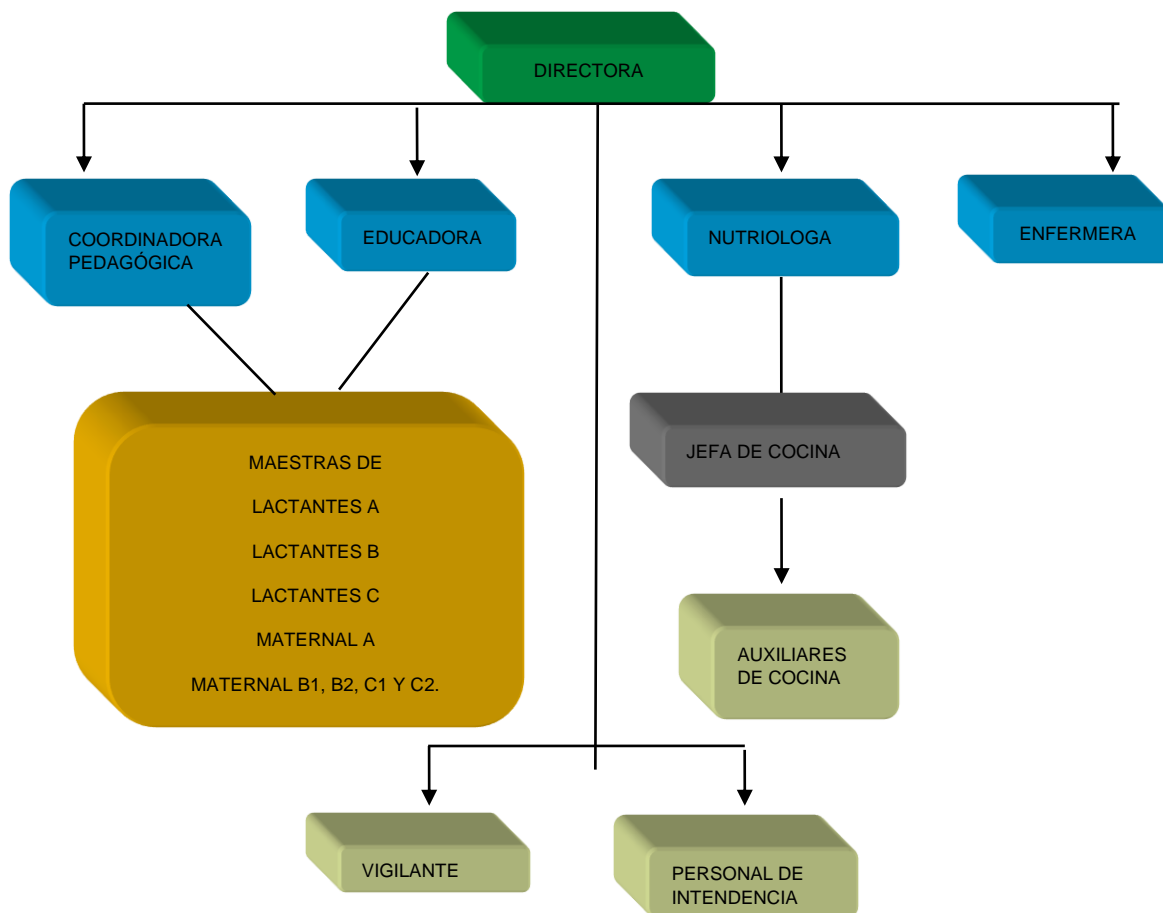 DIRECTORA
COORDINADORA
PEDAGÓGICA
EDUCADORA
NUTRIOLOGA
ENFERMERA
MAESTRAS DE
LACTANTES A
LACTANTES B
LACTANTES C
MATERNAL A
MATERNAL B1, B2, C1 Y C2.
JEFA DE COCINA
AUXILIARES
DE COCINA
VIGILANTE
PERSONAL DE
INTENDENCIA